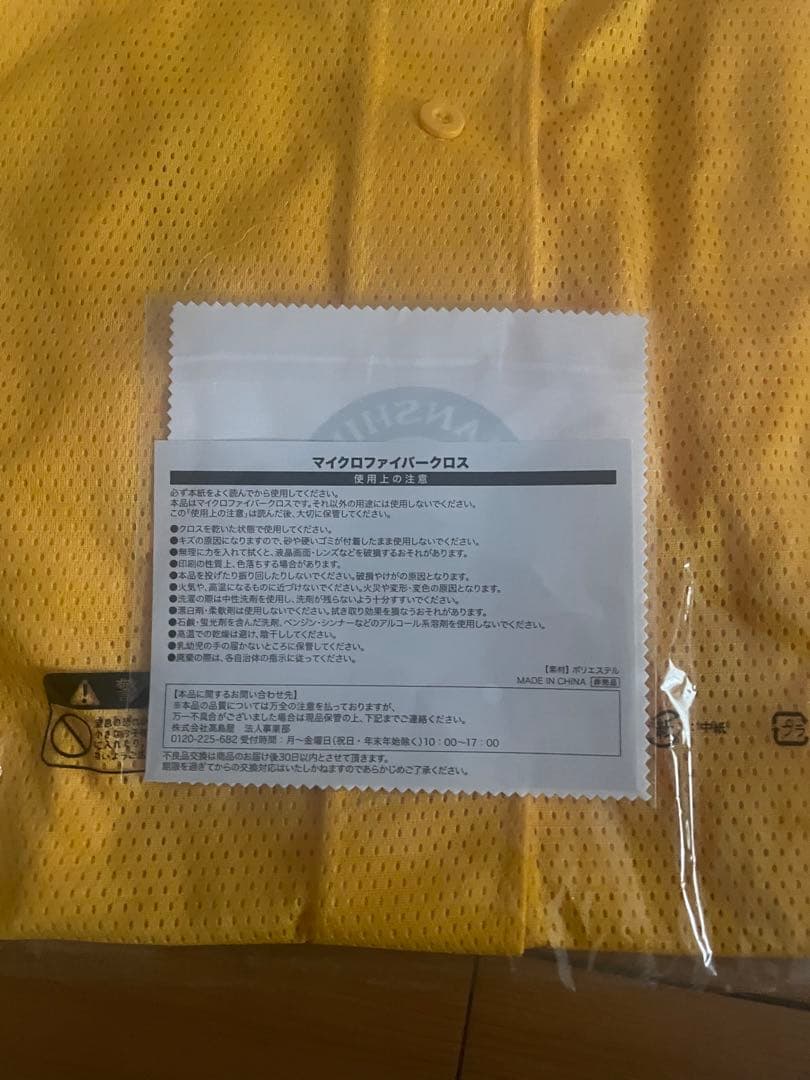 ANSHI
マイクロファイバークロス
使用上の注意
必ず本紙をよく読んでから使用してください。
本品はマイクロファイバークロスです。それ以外の用途には使用しないでください。
この「使用上の注意」は読んだ後、大切に保管してください。
●クロスを乾いた状態で使用してください。
●キズの原因になりますので、砂や硬いゴミが付着したまま使用しないでください。
●無理に力を入れて拭くと、液晶画面・レンズなどを破損するおそれがあります。
●印刷の性質上、色落ちする場合があります。
●本品を投げたり振り回したりしないでください。破損やけがの原因となります。
●火気や、高温になるものに近づけないでください。火災や変形・変色の原因となります。
●洗濯の際は中性洗剤を使用し、洗剤が残らないよう十分すすいでください。
●漂白剤・柔軟剤は使用しないでください。拭き取り効果を損なうおそれがあります。
●石鹸・蛍光剤を含んだ洗剤、ベンジン・シンナーなどのアルコール系溶剤を使用しないでください。
●高温での乾燥は避け、陰干ししてください。
●乳幼児の手の届かないところに保管してください。
●廃棄の際は、各自治体の指示に従ってください。
【素材】ポリエステル
MADE IN CHINA 非売品
【本品に関するお問い合わせ先】
※本品の品質については万全の注意を払っておりますが、
万一不具合がございました場合は現品保管の上、下記までご連絡ください。
株式会社髙島屋 法人事業部
0120-225-682 受付時間:月〜金曜日(祝日・年末年始除く)10:00〜17:00
不良品交換は商品のお届け後30日以内とさせて頂きます。
期限を過ぎてからの交換対応はいたしかねますのであらかじめご了承ください。